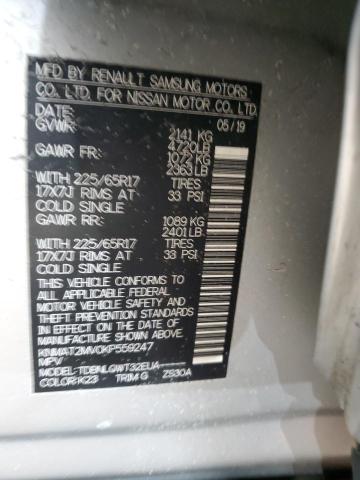 MFD BY RENAULT SAMSUNG MOTORS
CO. LTD. FOR NISSAN MOTOR CO. LTD.
DATE: 05/19
GVWR: 2141 KG
4720LB
GAWR FR: 1072 KG
2363 LB
WITH 225/65R17 TIRES
17X7J RIMS AT 33 PSI
COLD SINGLE
GAWR RR: 1089 KG
2401 LB
WITH 225/65R17 TIRES
17X7J RIMS AT 33 PSI
COLD SINGLE
THIS VEHICLE CONFORMS TO
ALL APPLICABLE FEDERAL
MOTOR VEHICLE SAFETY AND
THEFT PREVENTION STANDARDS
IN EFFECT ON THE DATE OF
MANUFACTURE SHOWN ABOVE.
KNMAT2MV0KP559247
MPV
MODEL: TDBNLGWT32EUA
COLOR: K23 TRIM: G Z930A